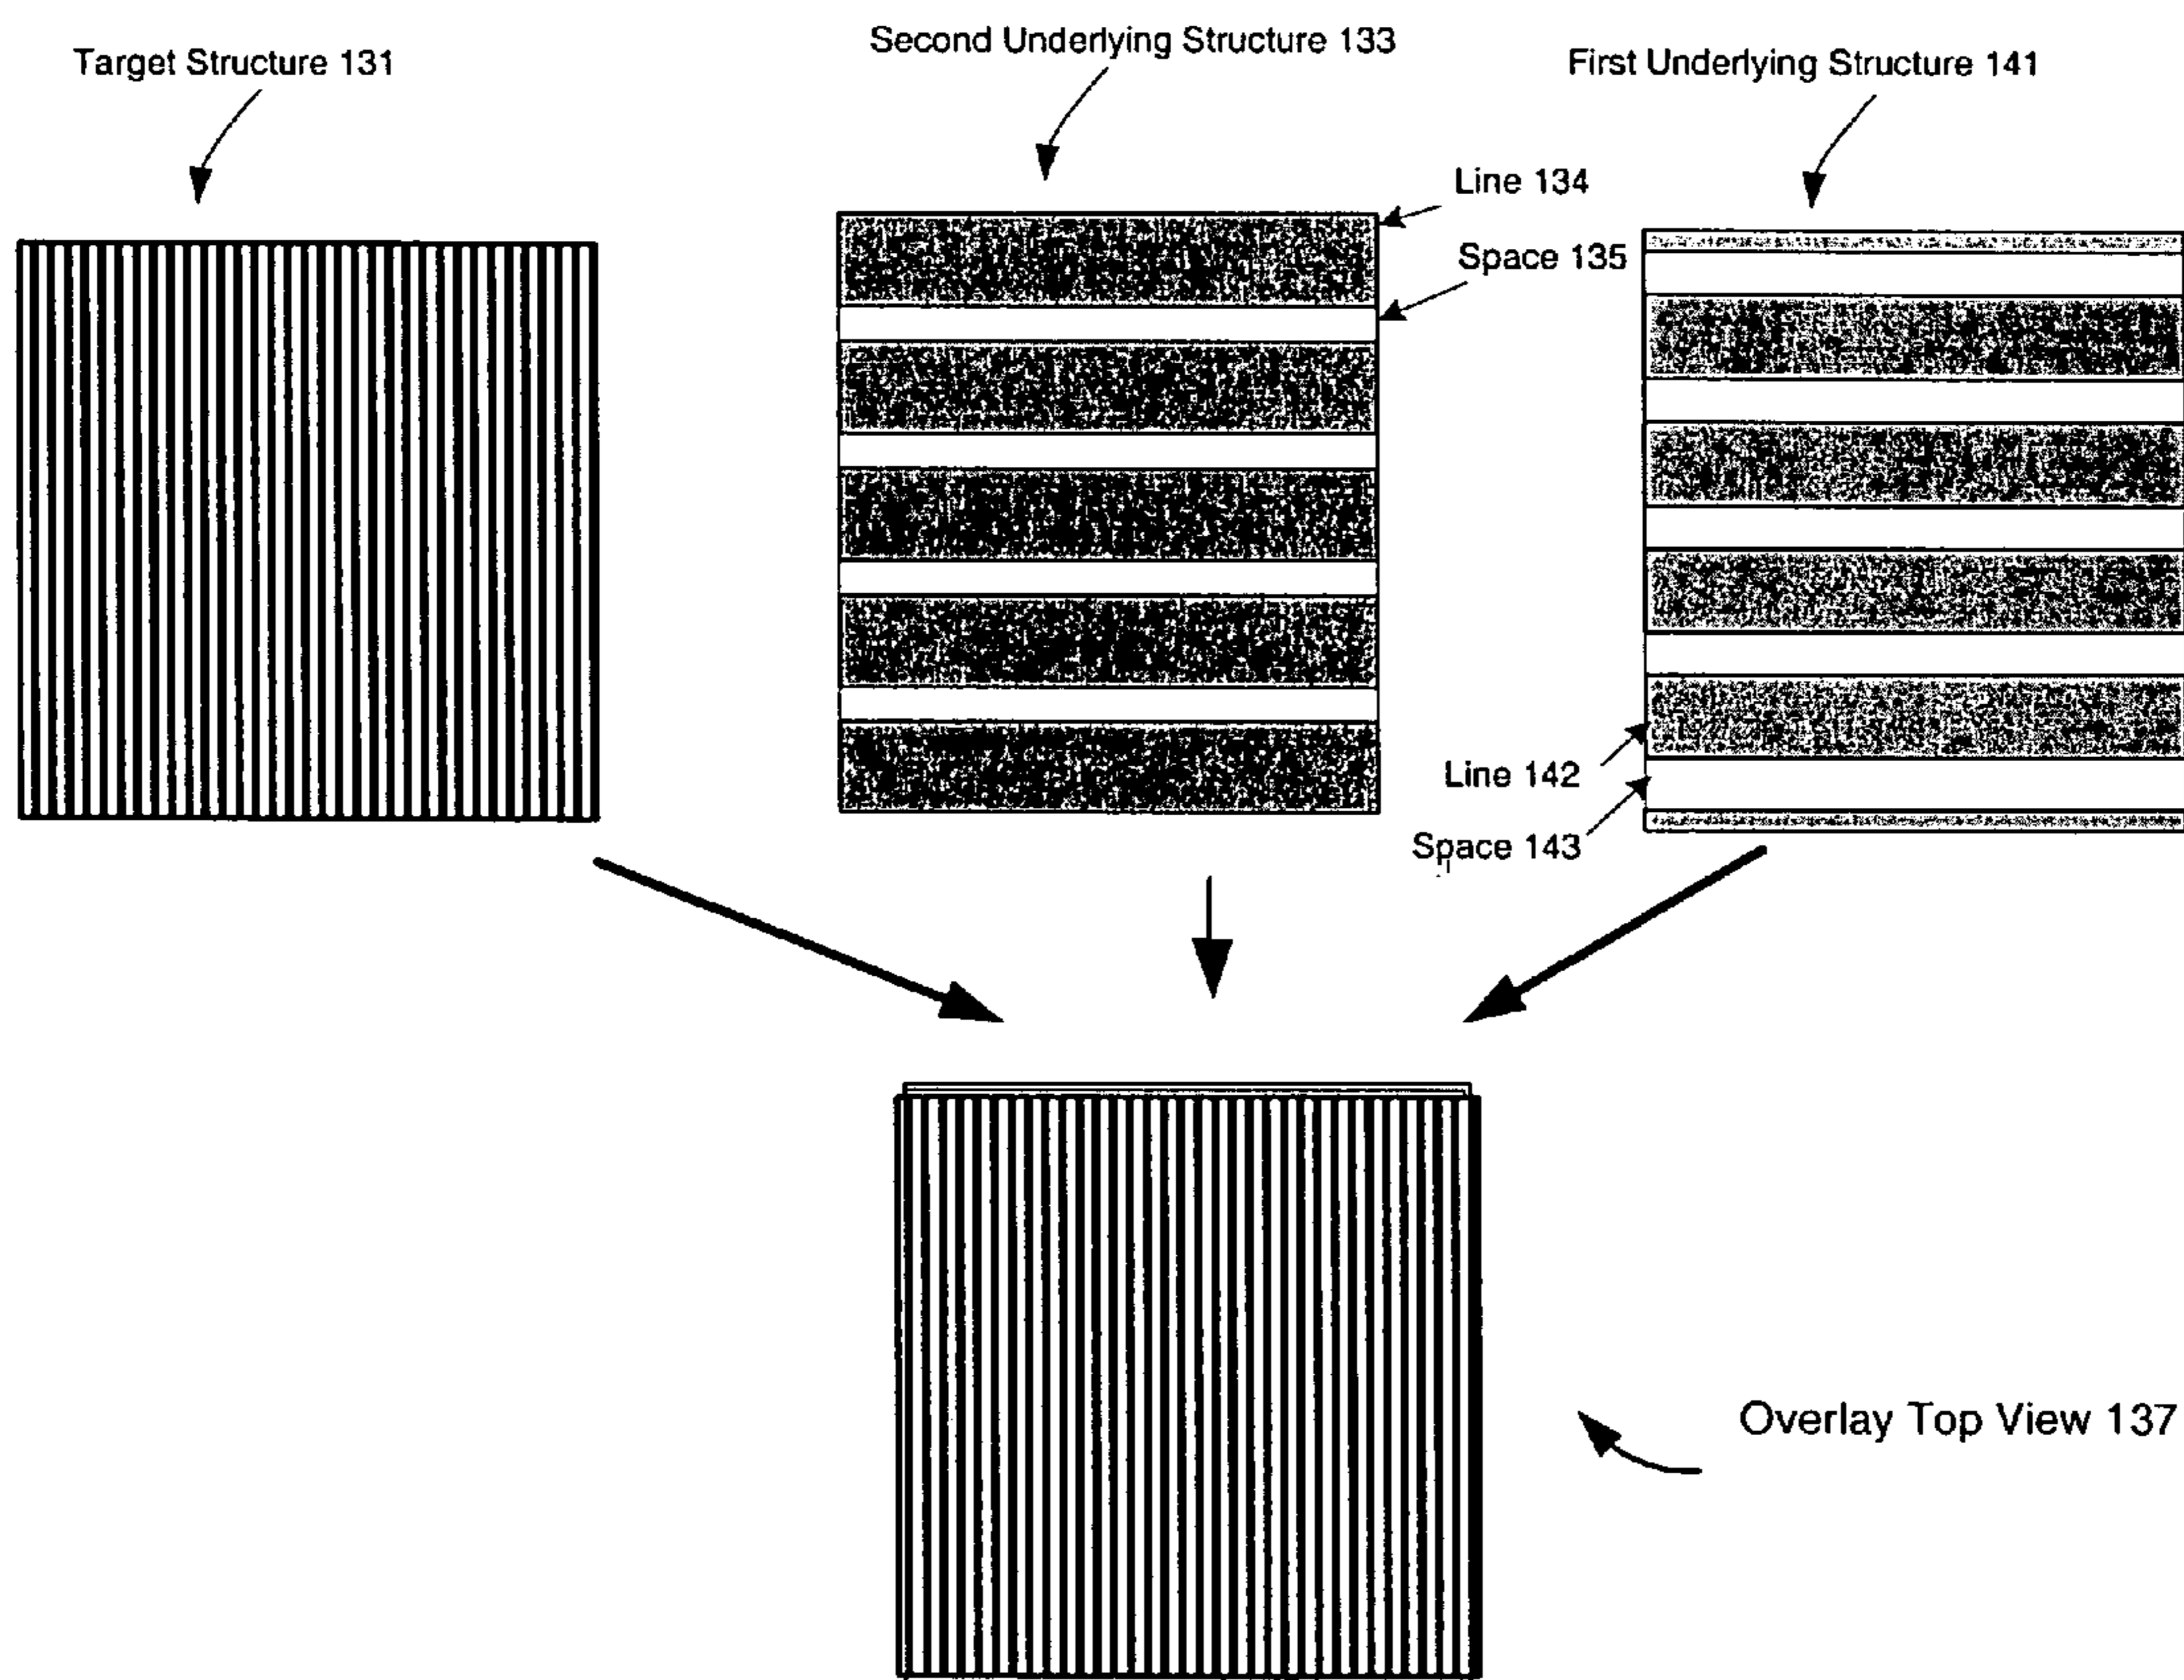 Target Structure 131
Second Underlying Structure 133
First Underlying Structure 141
Line 134
Space 135
Line 142
Space 143
Overlay Top View 137